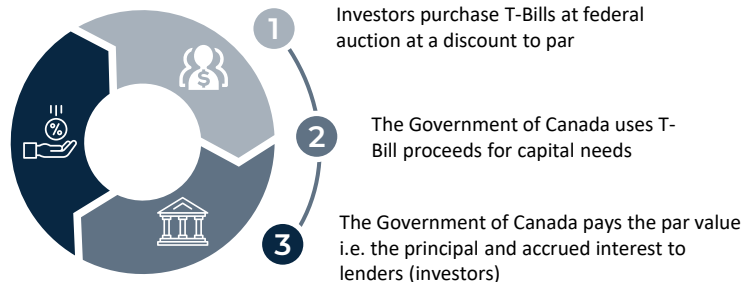 1
Investors purchase T-Bills at federal
auction at a discount to par
$
%
2
The Government of Canada uses T-
Bill proceeds for capital needs
3
The Government of Canada pays the par value
i.e. the principal and accrued interest to
lenders (investors)